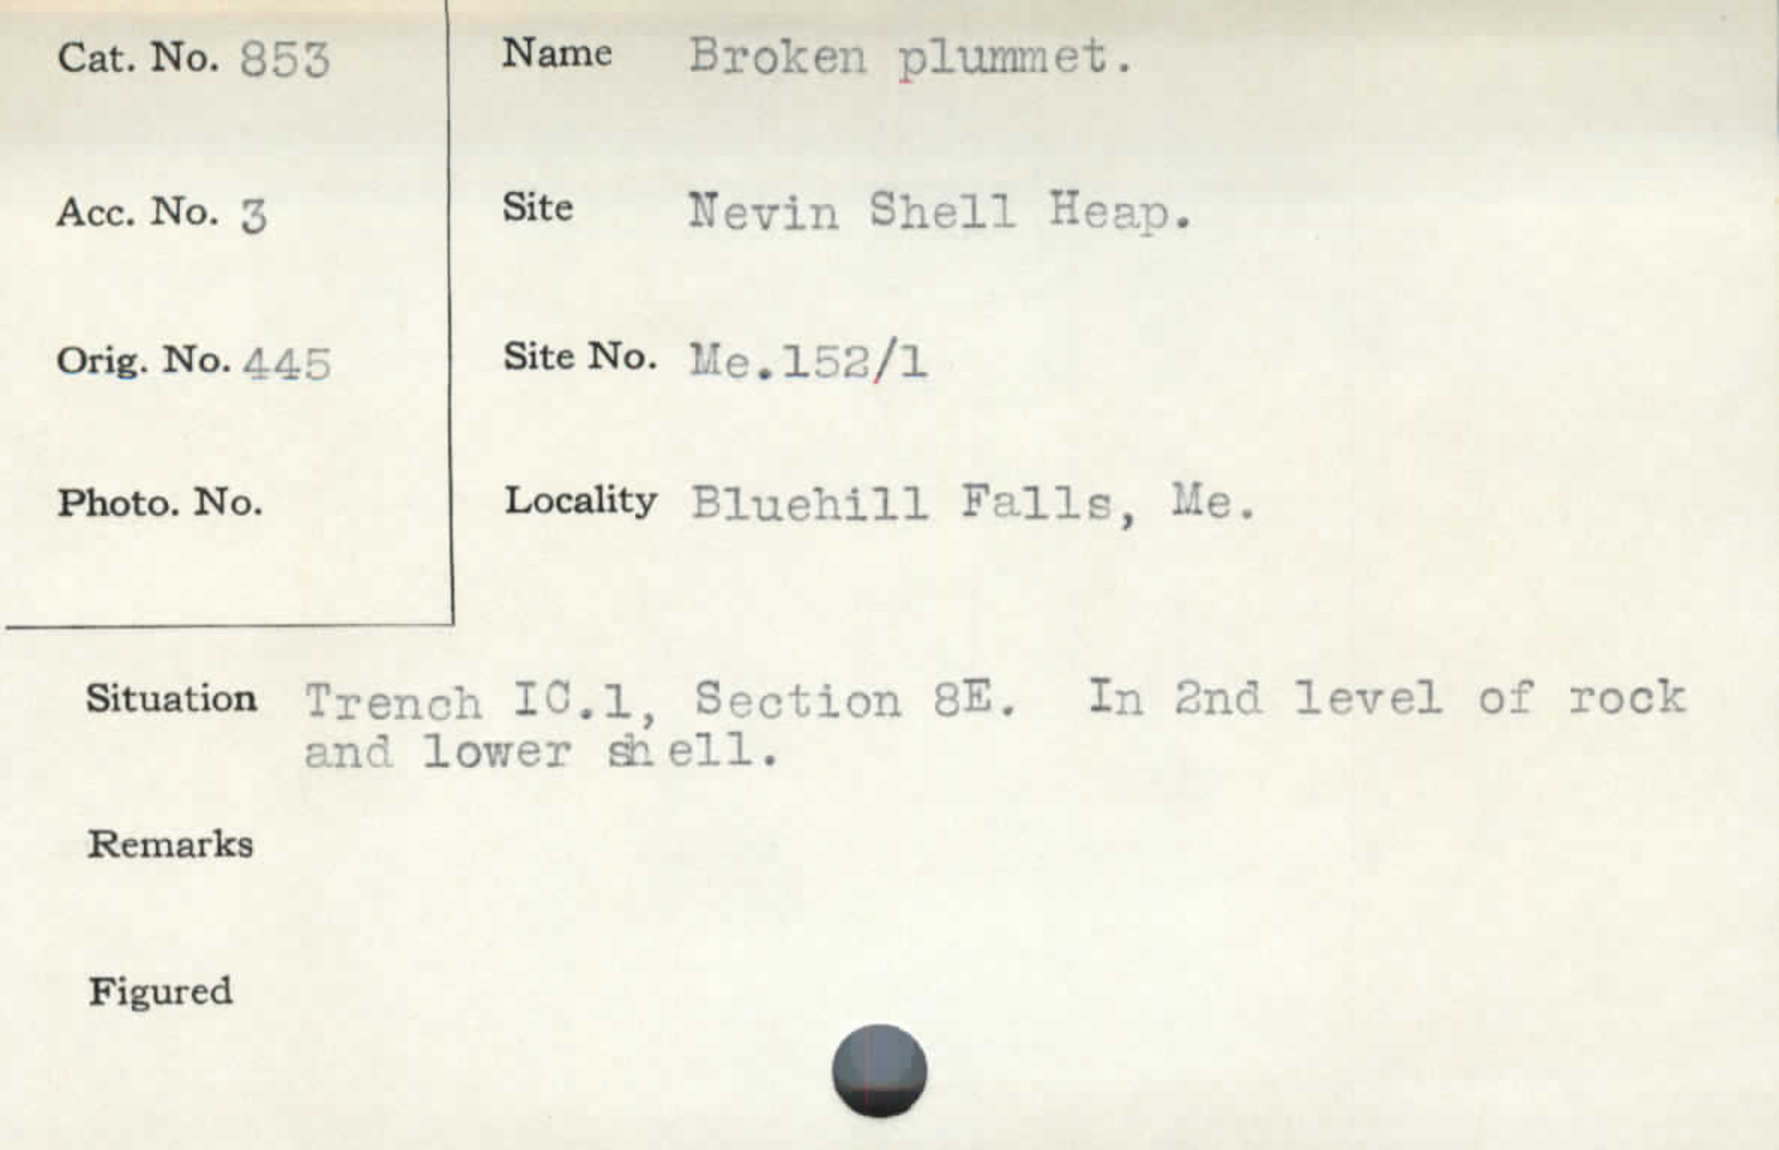 Cat. No. 853
Name Broken plummet.
Acc. No. 3
Site Nevin Shell Heap.
Orig. No. 445
Site No. Me.152/1
Photo. No.
Locality Bluehill Falls, Me.
Situation Trench IC.1, Section 8E. In 2nd level of rock
and lower shell.
Remarks
Figured